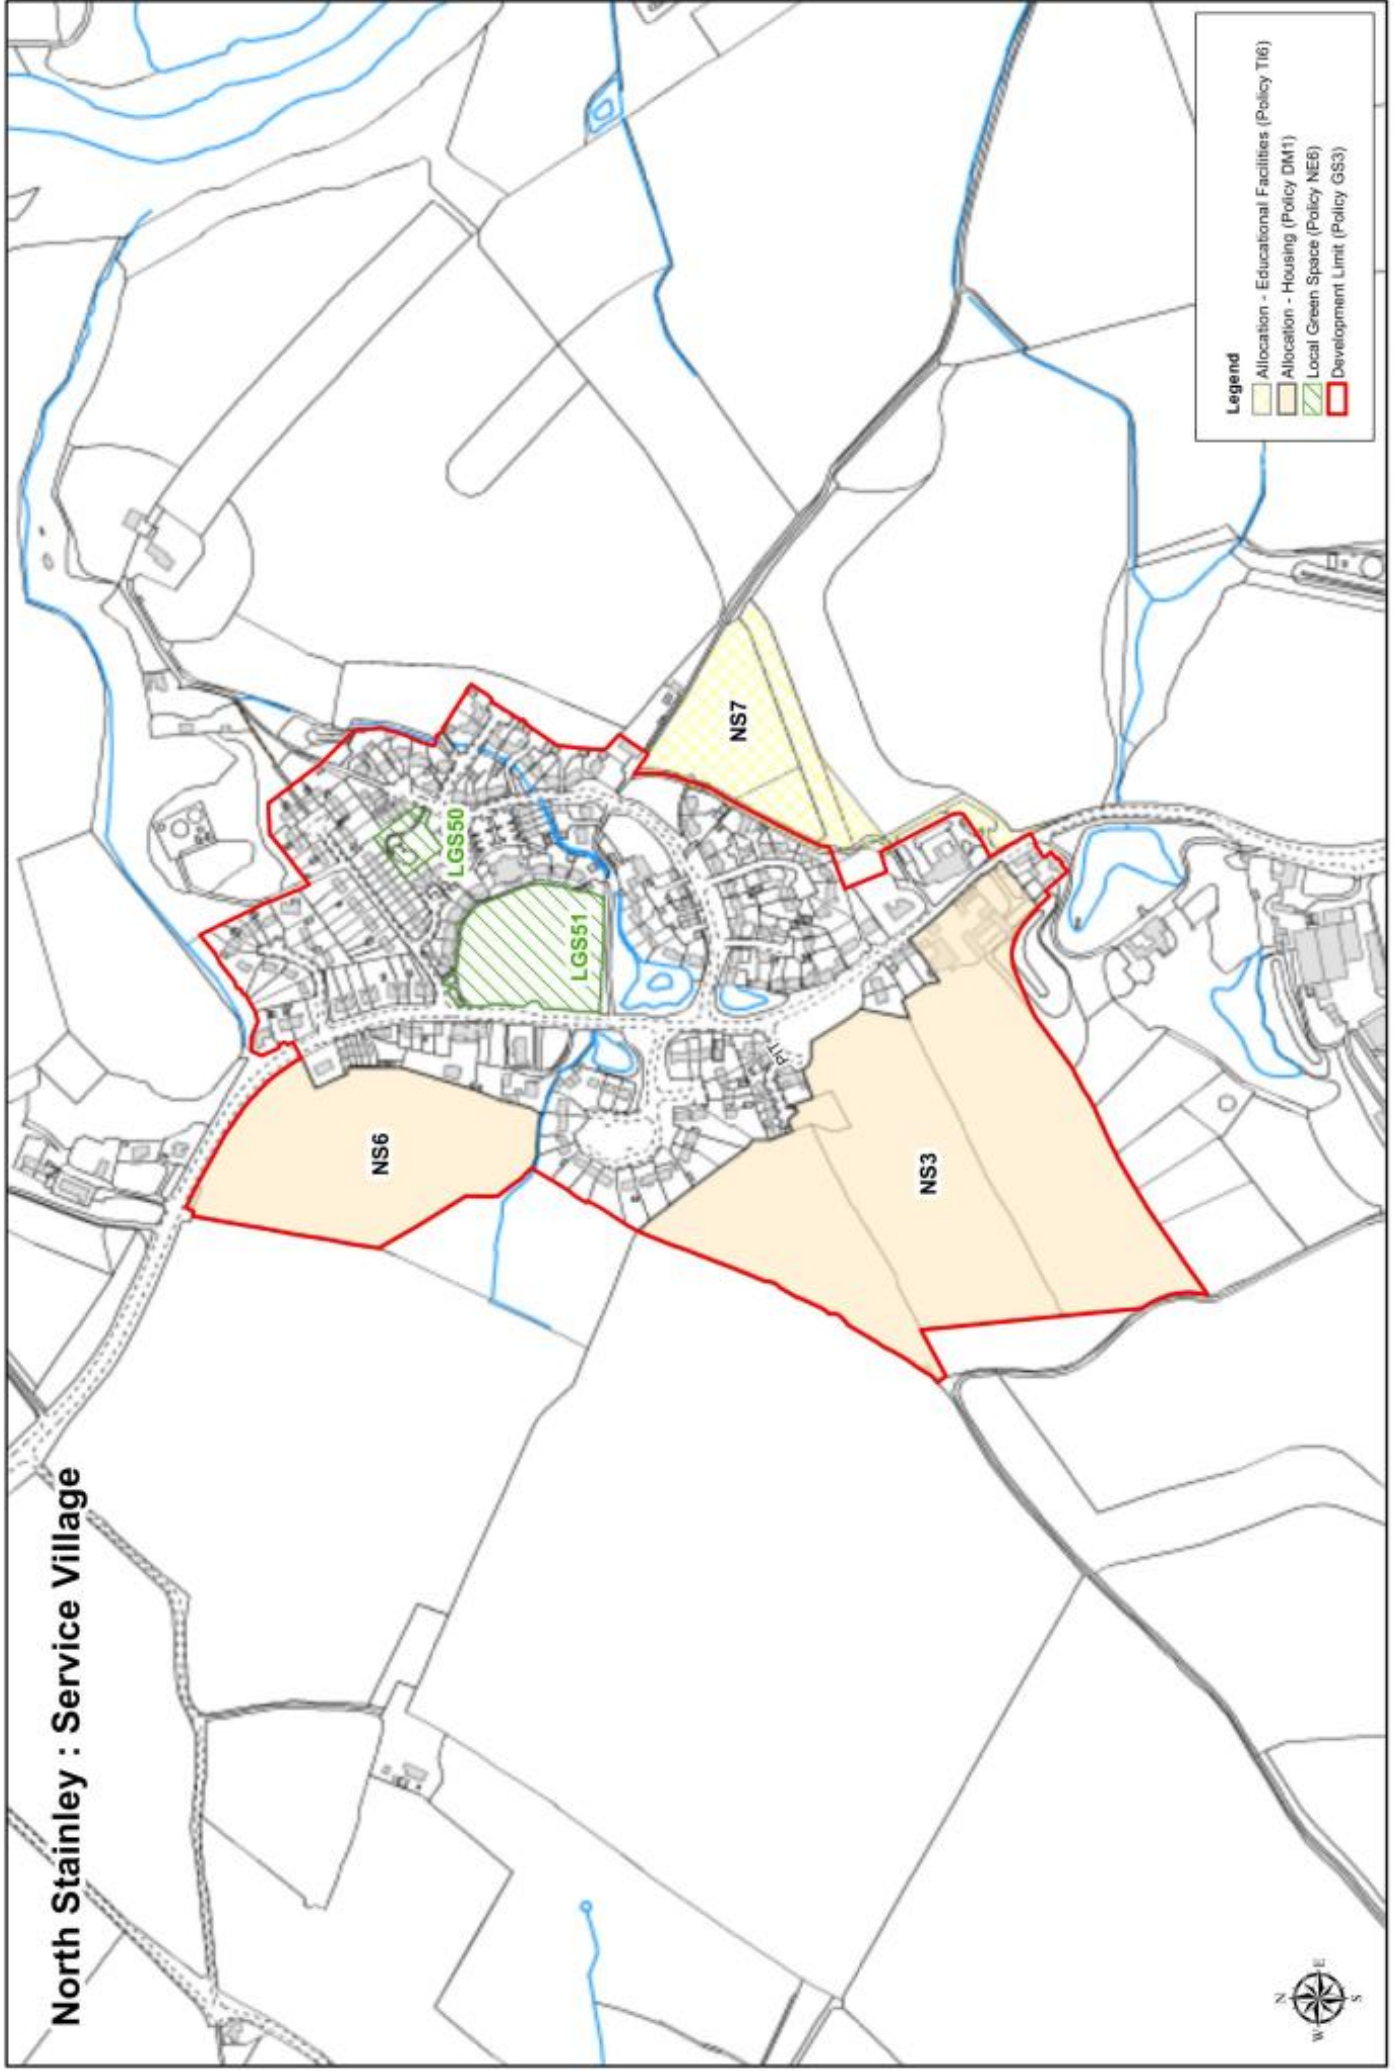 North Stainley : Service Village
NS6
LGS50
LGS51
NS7
PIT
NS3
Legend
Allocation - Educational Facilities (Policy TI6)
Allocation - Housing (Policy DM1)
Local Green Space (Policy NE6)
Development Limit (Policy GS3)
N
W
E
S